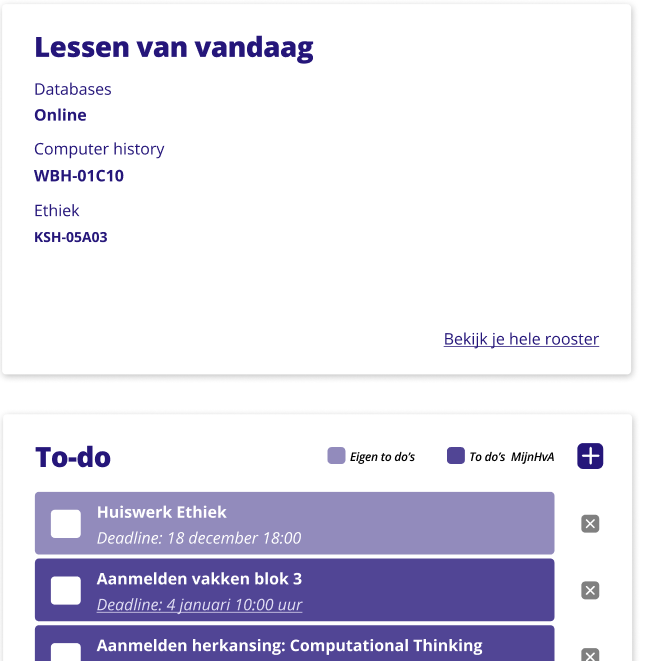 Lessen van vandaag
Databases
Online
Computer history
WBH-01C10
Ethiek
KSH-05A03
Bekijk je hele rooster
To-do
Eigen to do's
To do's MijnHvA
Huiswerk Ethiek
Deadline: 18 december 18:00
Aanmelden vakken blok 3
Deadline: 4 januari 10:00 uur
Aanmelden herkansing: Computational Thinking